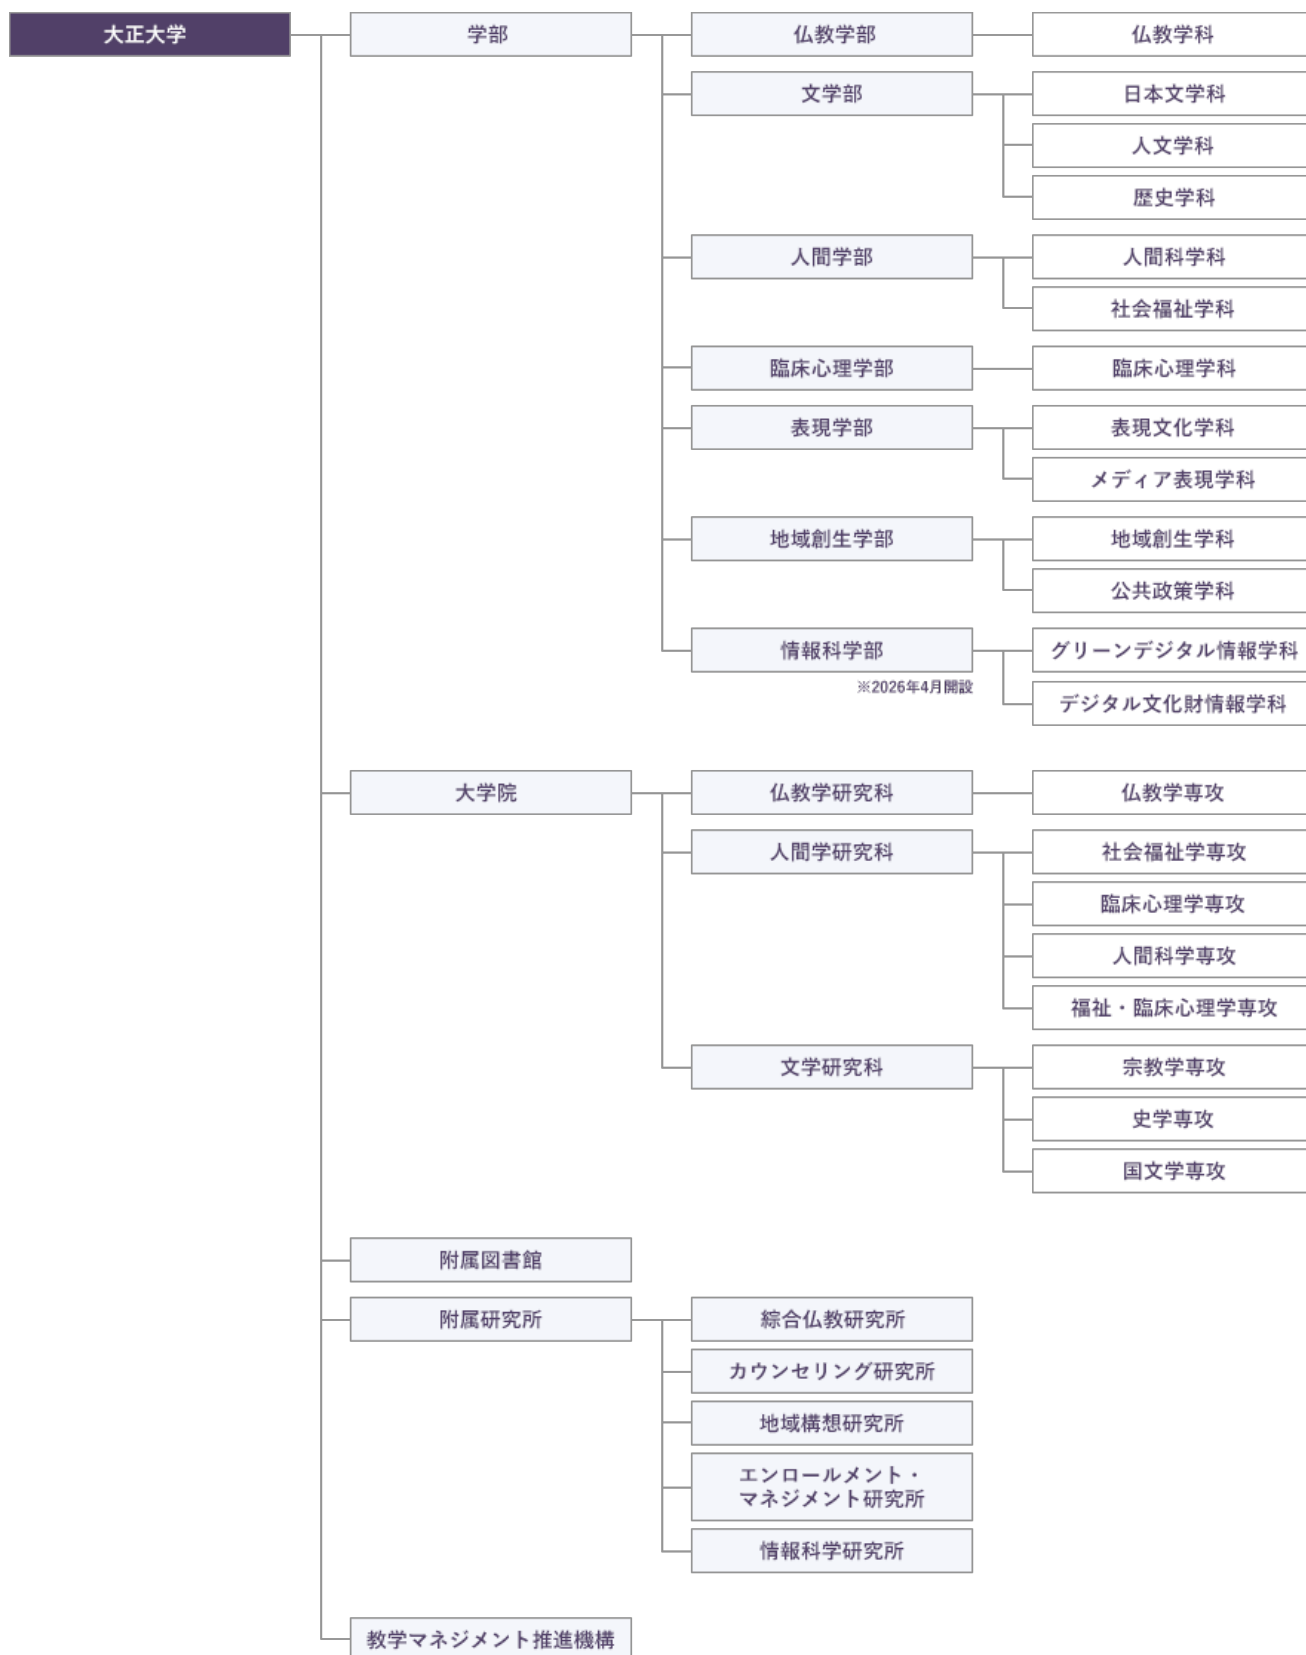 大正大学
学部
仏教学部
仏教学科
文学部
日本文学科
人文学科
歴史学科
人間学部
人間科学科
社会福祉学科
臨床心理学部
臨床心理学科
表現学部
表現文化学科
メディア表現学科
地域創生学部
地域創生学科
公共政策学科
情報科学部
※2026年4月開設
グリーンデジタル情報学科
デジタル文化財情報学科
大学院
仏教学研究科
仏教学専攻
人間学研究科
社会福祉学専攻
臨床心理学専攻
人間科学専攻
福祉・臨床心理学専攻
文学研究科
宗教学専攻
史学専攻
国文学専攻
附属図書館
附属研究所
綜合仏教研究所
カウンセリング研究所
地域構想研究所
エンロールメント・
マネジメント研究所
情報科学研究所
教学マネジメント推進機構